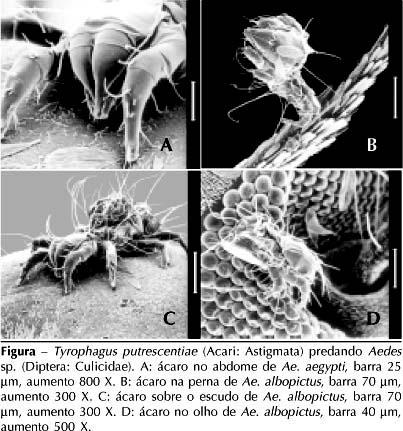 A
B
C
D
Figura – Tyrophagus putrescentiae (Acari: Astigmata) predando Aedes
sp. (Diptera: Culicidae). A: ácaro no abdome de Ae. aegypti, barra 25
µm, aumento 800 X. B: ácaro na perna de Ae. albopictus, barra 70 µm,
aumento 300 X. C: ácaro sobre o escudo de Ae. albopictus, barra 70
µm, aumento 300 X. D: ácaro no olho de Ae. albopictus, barra 40 µm,
aumento 500 X.